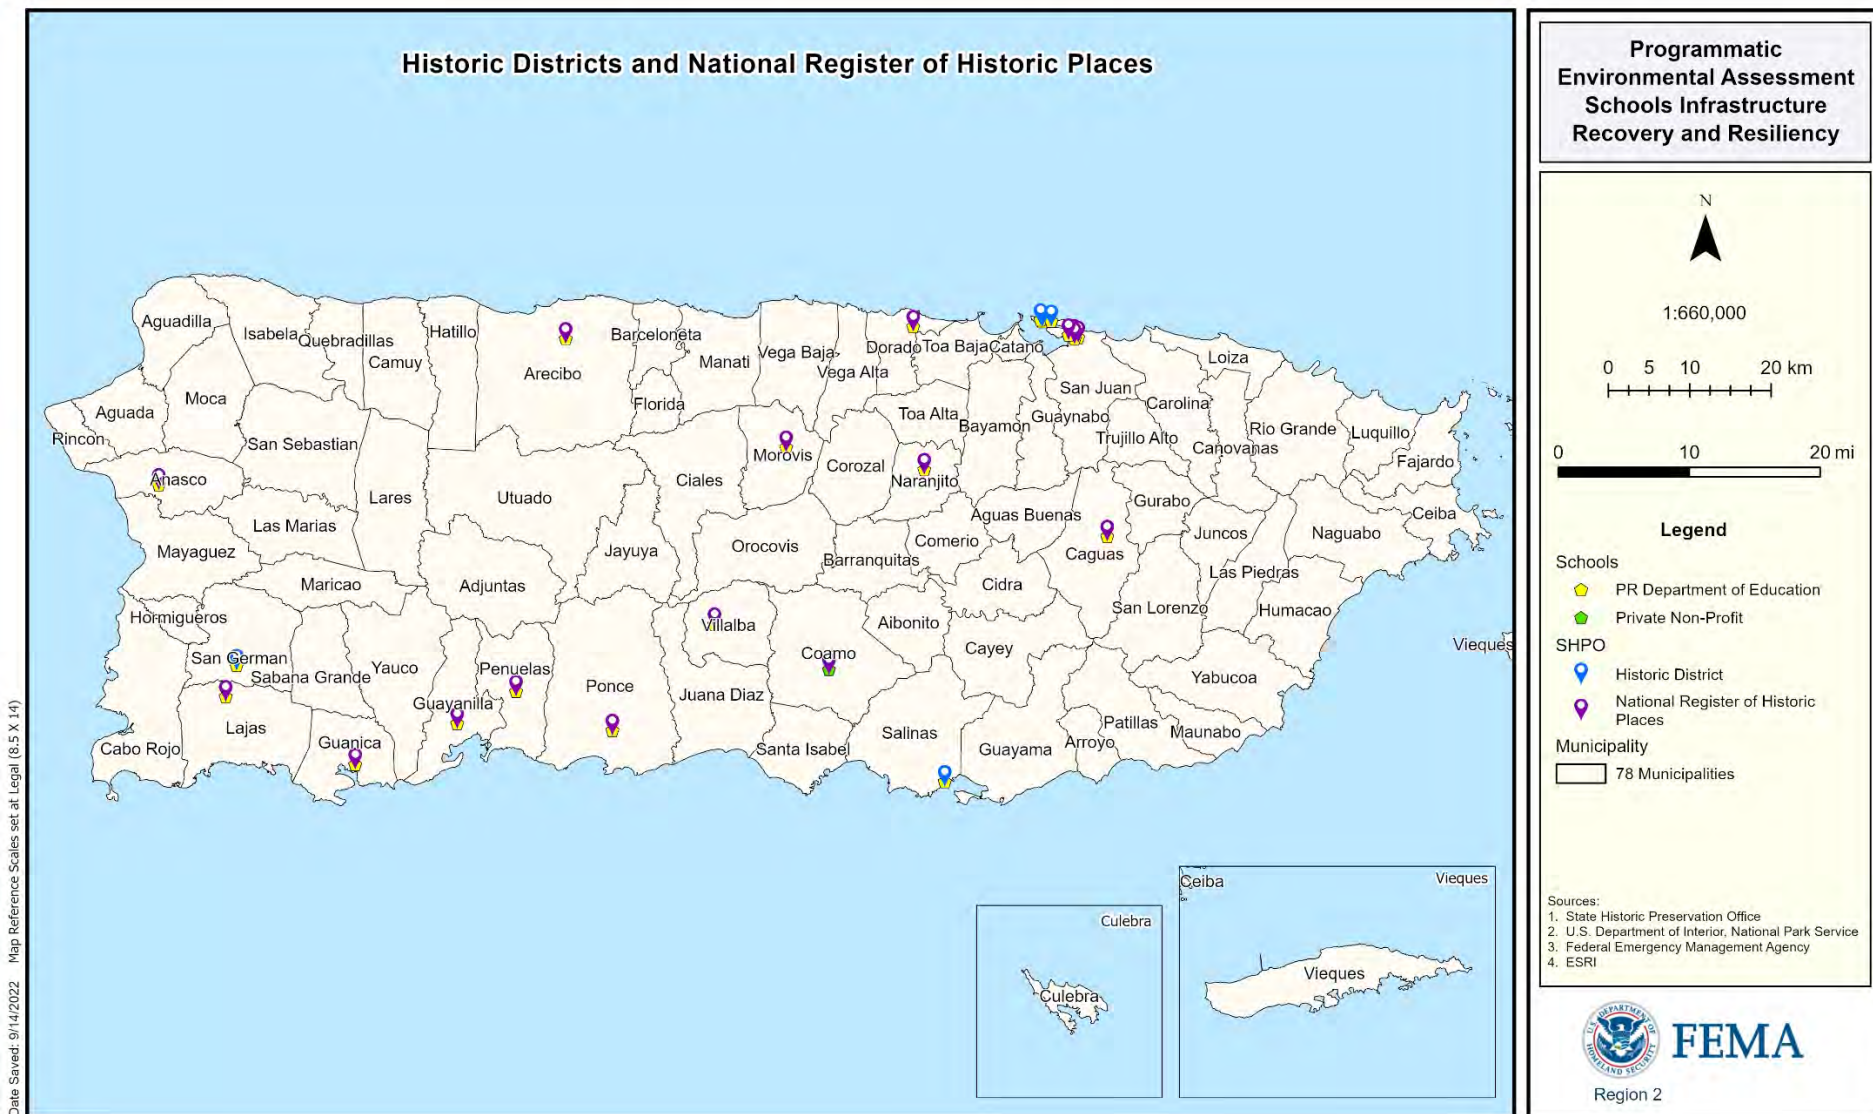 Historic Districts and National Register of Historic Places
Aguadilla
Isabela
Quebradillas
Camuy
Hatillo
Arecibo
Barceloneta
Manati
Vega Baja
Vega Alta
Dorado
Toa Baja
Catano
Loiza
San Juan
Carolina
Moca
Aguada
Rincon
San Sebastian
Florida
Toa Alta
Bayamon
Guaynabo
Trujillo Alto
Canovanas
Rio Grande
Luquillo
Fajardo
Anasco
Lares
Utuado
Ciales
Morovis
Corozal
Naranjito
Aguas Buenas
Gurabo
Juncos
Naguabo
Ceiba
Las Marias
Mayaguez
Jayuya
Orocovis
Barranquitas
Comerio
Caguas
Las Piedras
Maricao
Adjuntas
Cidra
San Lorenzo
Humacao
Hormigueros
Villalba
Aibonito
Coamo
Cayey
Vieques
San German
Sabana Grande
Yauco
Penuelas
Ponce
Juana Diaz
Yabucoa
Guayanilla
Lajas
Guanica
Cabo Rojo
Santa Isabel
Salinas
Guayama
Arroyo
Patillas
Maunabo
Culebra
Culebra
Ceiba
Vieques
Vieques
Date Saved: 9/14/2022 Map Reference Scales set at Legal (8.5 X 14)
Programmatic
Environmental Assessment
Schools Infrastructure
Recovery and Resiliency
N
1:660,000
0 5 10 20 km
0 10 20 mi
Legend
Schools
PR Department of Education
Private Non-Profit
SHPO
Historic District
National Register of Historic
Places
Municipality
78 Municipalities
Sources:
1. State Historic Preservation Office
2. U.S. Department of Interior, National Park Service
3. Federal Emergency Management Agency
4. ESRI
U.S. DEPARTMENT OF
HOMELAND SECURITY
FEMA
Region 2